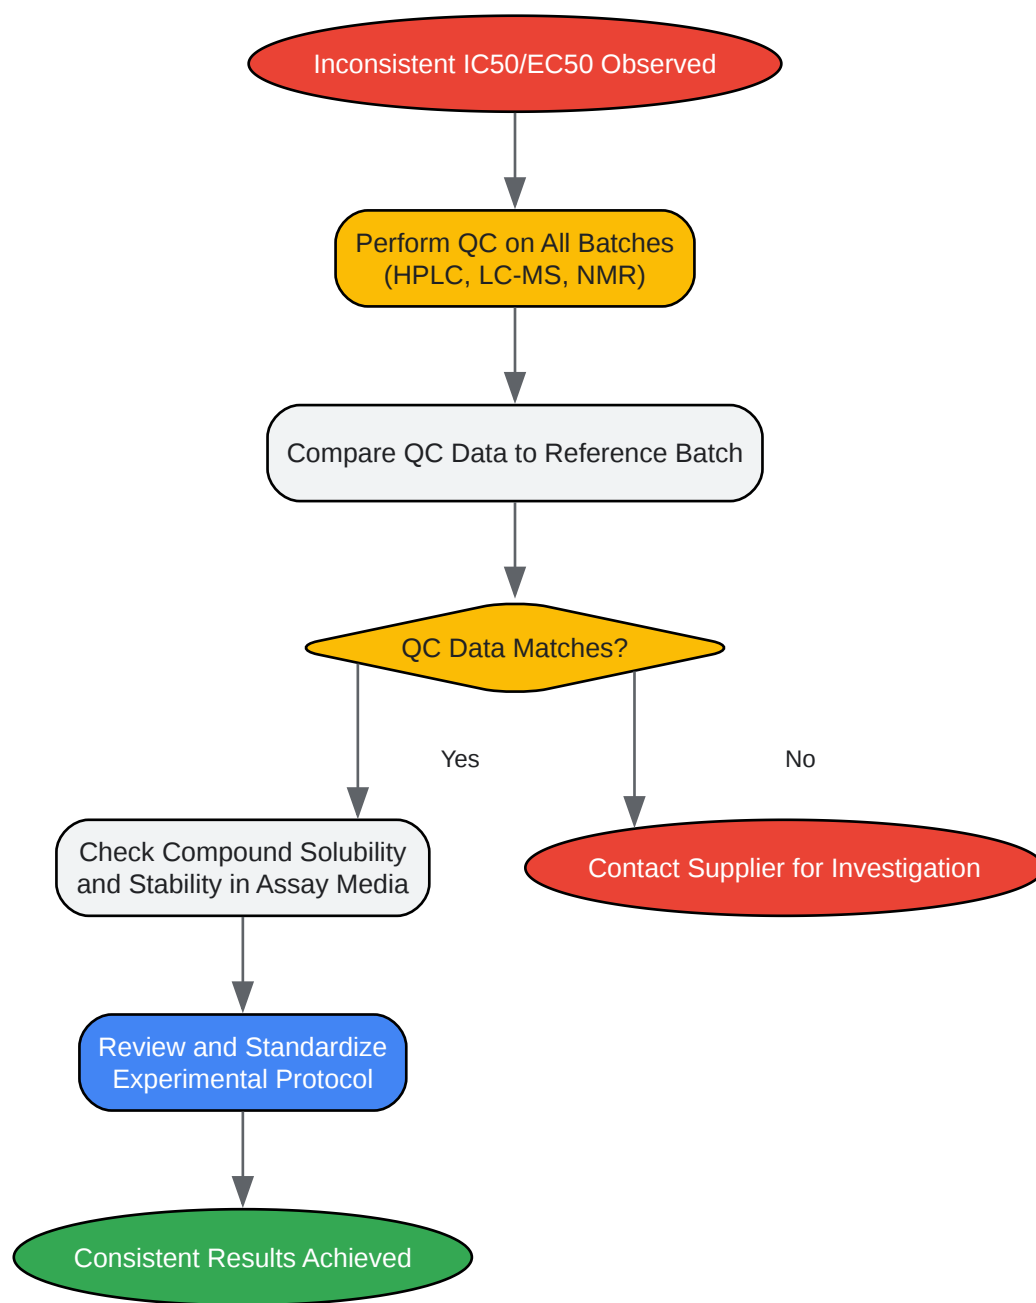 Inconsistent IC50/EC50 Observed
Perform QC on All Batches
(HPLC, LC-MS, NMR)
Compare QC Data to Reference Batch
QC Data Matches?
Yes
No
Check Compound Solubility
and Stability in Assay Media
Contact Supplier for Investigation
Review and Standardize
Experimental Protocol
Consistent Results Achieved